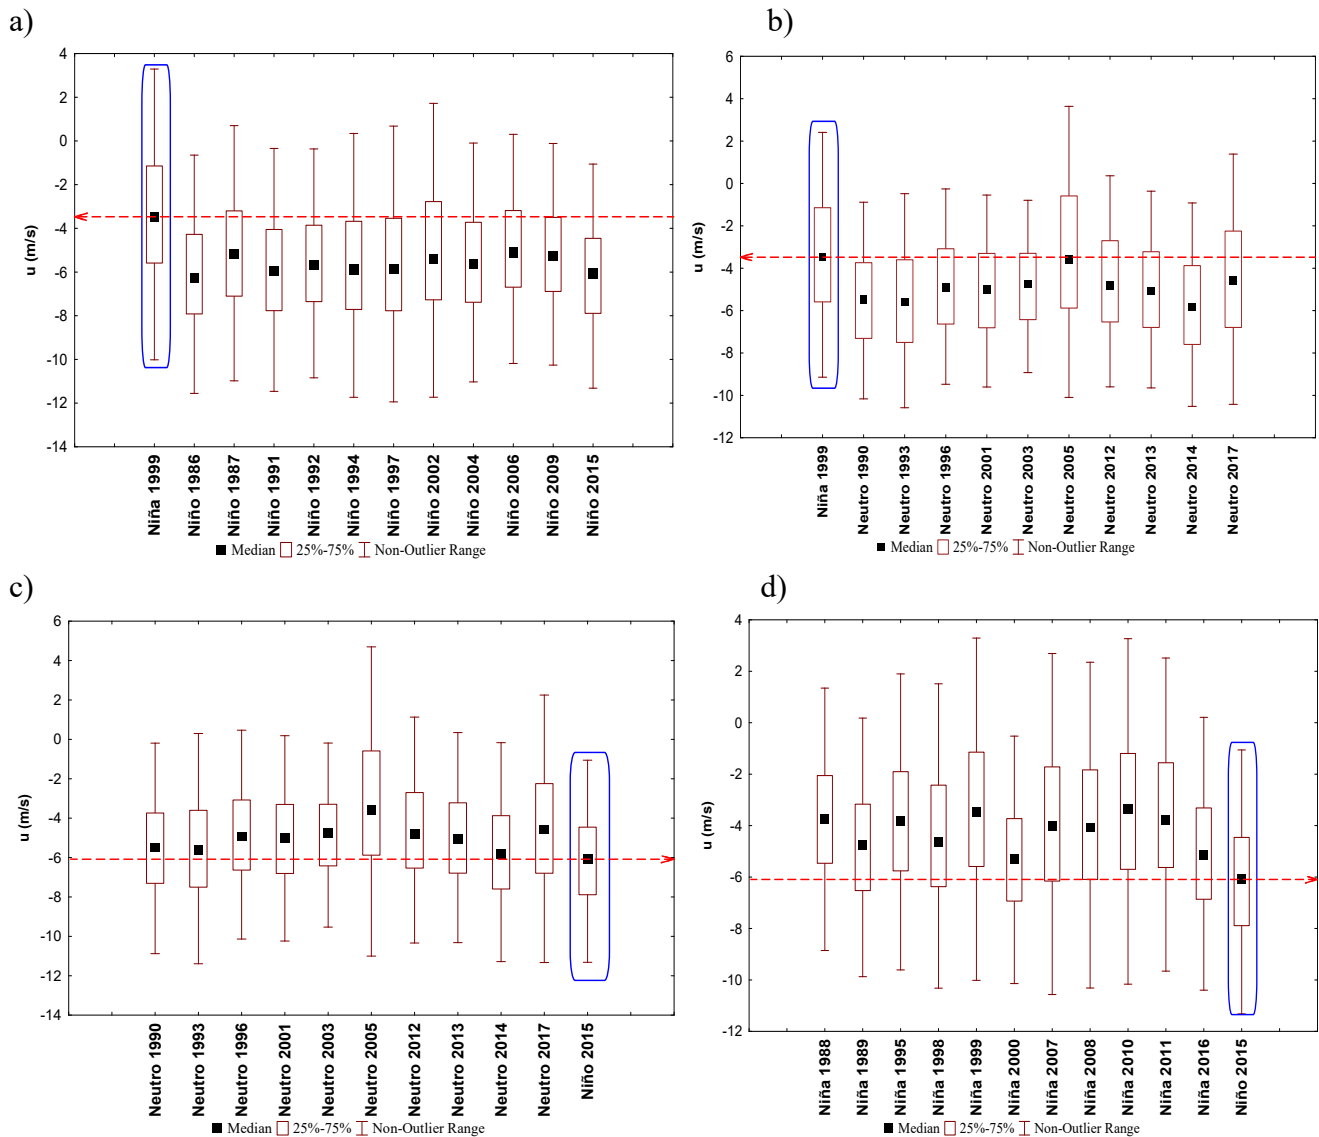 a)
4
2
0
-2
-4
-6
-8
-10
-12
-14
u (m/s)
Niña 1999
Niño 1986
Niño 1987
Niño 1991
Niño 1992
Niño 1994
Niño 1997
Niño 2002
Niño 2004
Niño 2006
Niño 2009
Niño 2015
Median 25%-75% Non-Outlier Range
b)
6
4
2
0
-2
-4
-6
-8
-10
-12
u (m/s)
Niña 1999
Neutro 1990
Neutro 1993
Neutro 1996
Neutro 2001
Neutro 2003
Neutro 2005
Neutro 2012
Neutro 2013
Neutro 2014
Neutro 2017
Median 25%-75% Non-Outlier Range
c)
6
4
2
0
-2
-4
-6
-8
-10
-12
-14
u (m/s)
Neutro 1990
Neutro 1993
Neutro 1996
Neutro 2001
Neutro 2003
Neutro 2005
Neutro 2012
Neutro 2013
Neutro 2014
Neutro 2017
Niño 2015
Median 25%-75% Non-Outlier Range
d)
4
2
0
-2
-4
-6
-8
-10
-12
u (m/s)
Niña 1988
Niña 1989
Niña 1995
Niña 1998
Niña 1999
Niña 2000
Niña 2007
Niña 2008
Niña 2010
Niña 2011
Niña 2016
Niño 2015
Median 25%-75% Non-Outlier Range